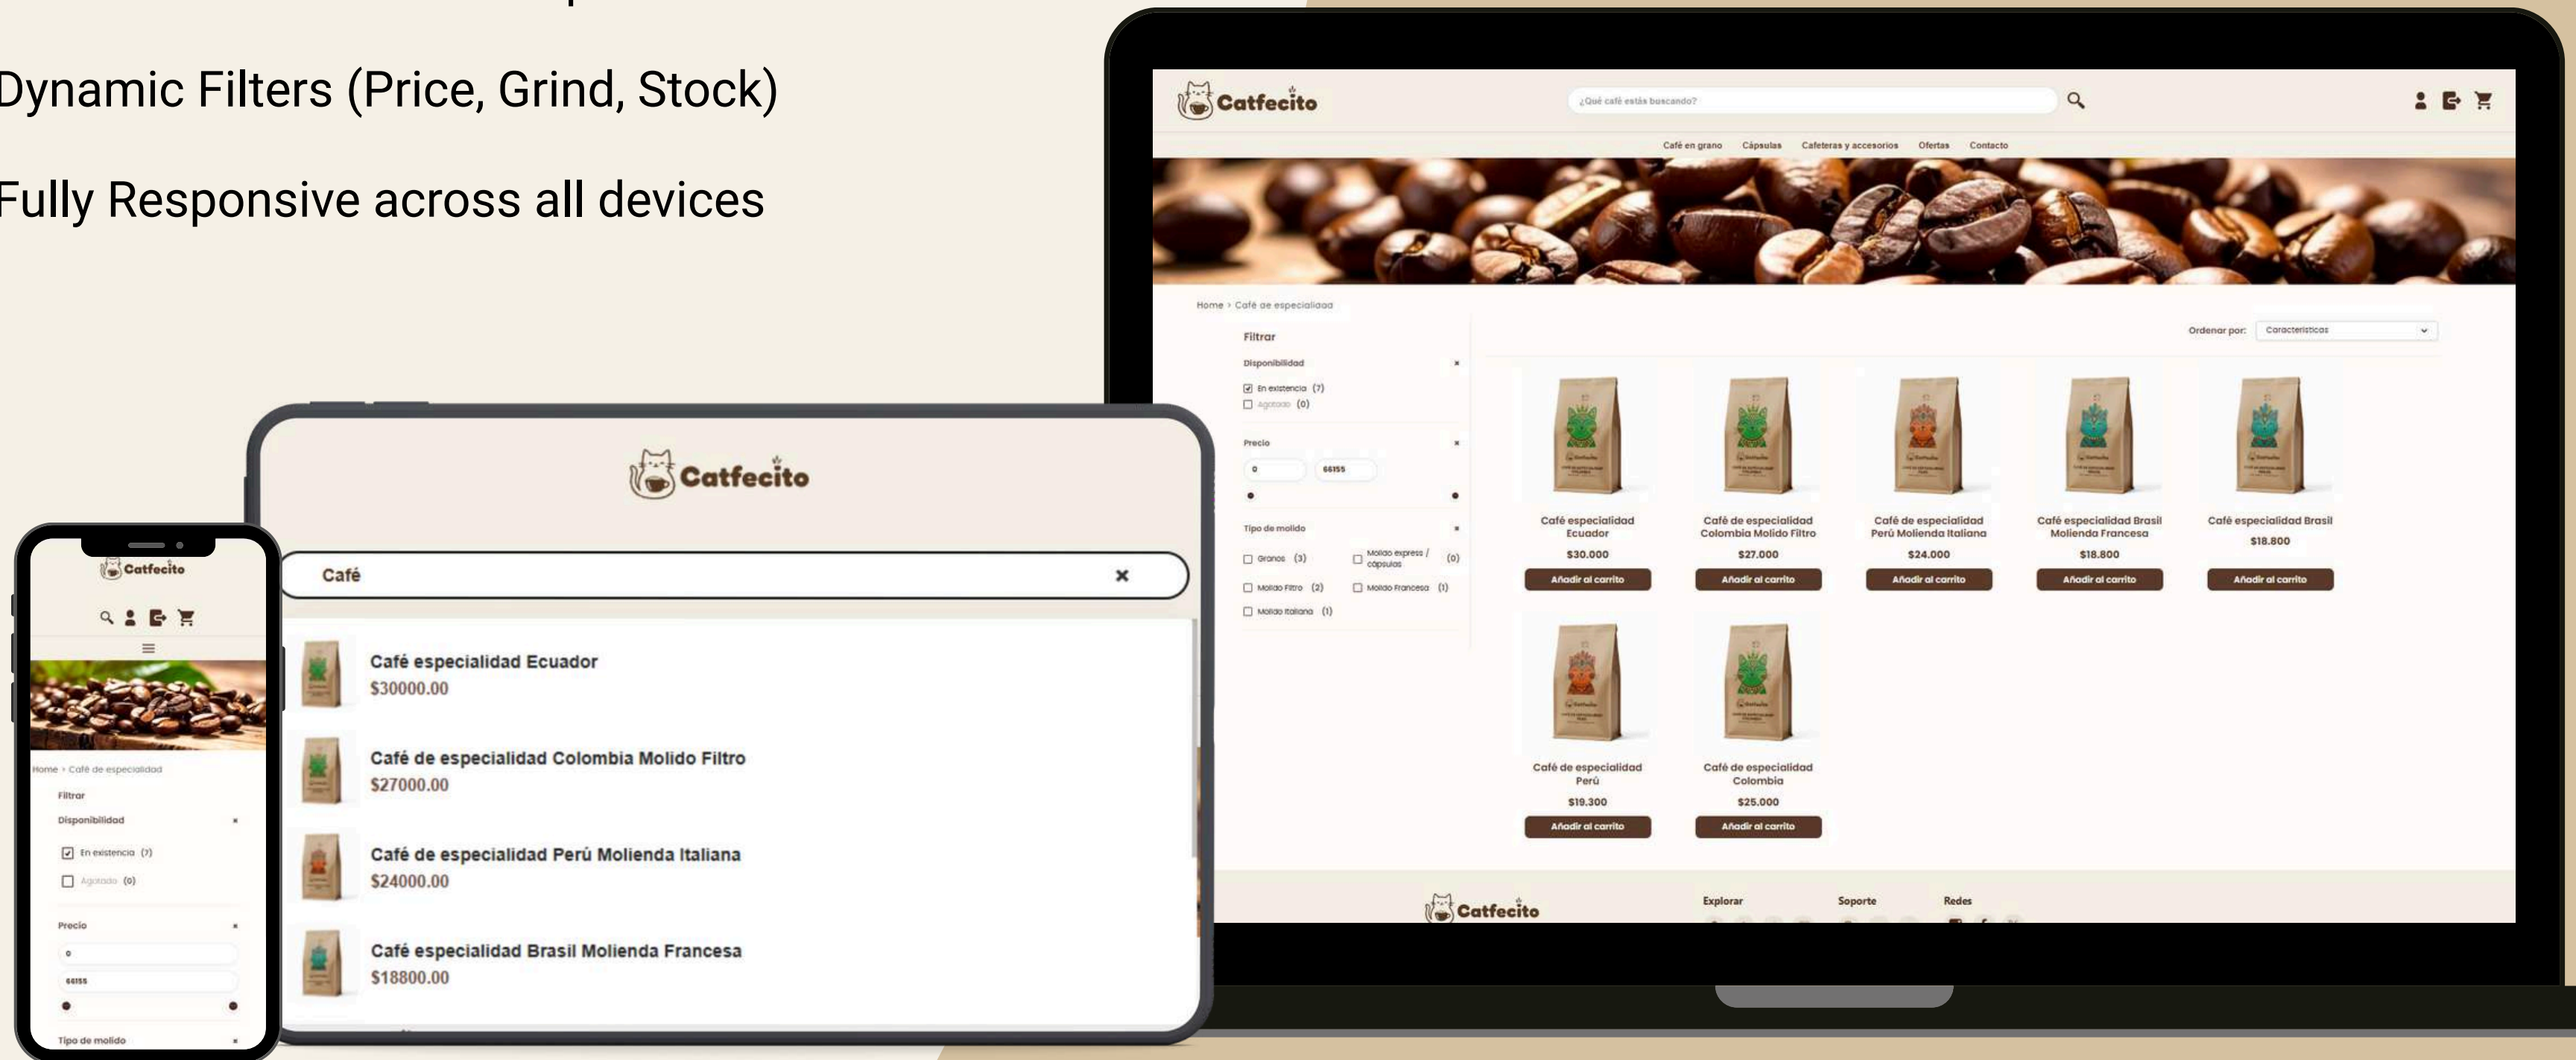 Dynamic Filters (Price, Grind, Stock)
Fully Responsive across all devices
Catfecito
¿Qué café estás buscando?
Café en grano Cápsulas Cafeteras y accesorios Ofertas Contacto
Home > Café de especialidad
Filtrar
Disponibilidad ×
En existencia (7)
Agotado (0)
Precio ×
0 66155
Tipo de molido ×
Granos (3) Molido express / cápsulas (0)
Molido Filtro (2) Molido Francesa (1)
Molido Italiana (1)
Ordenar por: Características
Café especialidad
Ecuador
$30.000
Añadir al carrito
Café de especialidad
Colombia Molido Filtro
$27.000
Añadir al carrito
Café de especialidad
Perú Molienda Italiana
$24.000
Añadir al carrito
Café especialidad Brasil
Molienda Francesa
$18.800
Añadir al carrito
Café especialidad Brasil
$18.800
Añadir al carrito
Café de especialidad
Perú
$19.300
Añadir al carrito
Café de especialidad
Colombia
$25.000
Añadir al carrito
Catfecito
Explorar Soporte Redes
Catfecito
Café ×
Café especialidad Ecuador
$30000.00
Café de especialidad Colombia Molido Filtro
$27000.00
Café de especialidad Perú Molienda Italiana
$24000.00
Café especialidad Brasil Molienda Francesa
$18800.00
Catfecito
Home > Café de especialidad
Filtrar
Disponibilidad ×
En existencia (7)
Agotado (0)
Precio ×
0
66155
Tipo de molido ×